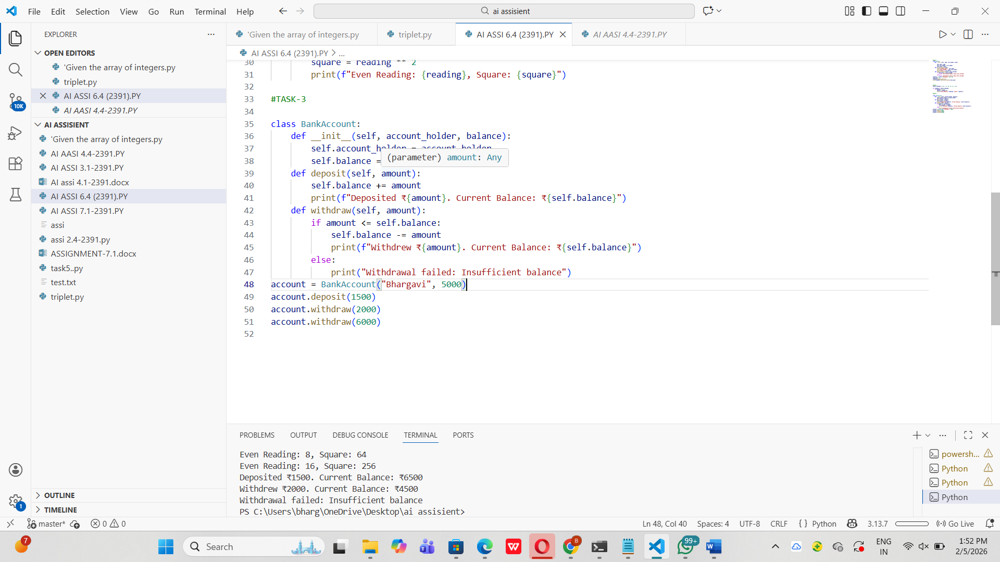 File Edit Selection View Go Run Terminal Help
ai assisient
EXPLORER
OPEN EDITORS
'Given the array of integers.py
triplet.py
AI ASSI 6.4 (2391).PY
AI AASI 4.4-2391.PY
10K
AI ASSISIENT
'Given the array of integers.py
AI AASI 4.4-2391.PY
AI ASSI 3.1-2391.PY
AI assi 4.1-2391.docx
AI ASSI 6.4 (2391).PY
AI ASSI 7.1-2391.PY
assi
assi 2.4-2391.py
ASSIGNMENT-7.1.docx
task5..py
test.txt
triplet.py
OUTLINE
TIMELINE
1
'Given the array of integers.py
triplet.py
AI ASSI 6.4 (2391).PY
AI AASI 4.4-2391.PY
AI ASSI 6.4 (2391).PY > ...
30 square = reading ** 2
31 print(f"Even Reading: {reading}, Square: {square}")
32
33 #TASK-3
34
35 class BankAccount:
36 def __init__(self, account_holder, balance):
37 self.account_holder = account_holder
38 self.balance =
(parameter) amount: Any
39 def deposit(self, amount):
40 self.balance += amount
41 print(f"Deposited ₹{amount}. Current Balance: ₹{self.balance}")
42 def withdraw(self, amount):
43 if amount <= self.balance:
44 self.balance -= amount
45 print(f"Withdrew ₹{amount}. Current Balance: ₹{self.balance}")
46 else:
47 print("Withdrawal failed: Insufficient balance")
48 account = BankAccount("Bhargavi", 5000)
49 account.deposit(1500)
50 account.withdraw(2000)
51 account.withdraw(6000)
52
PROBLEMS OUTPUT DEBUG CONSOLE TERMINAL PORTS
Even Reading: 8, Square: 64
Even Reading: 16, Square: 256
Deposited ₹1500. Current Balance: ₹6500
Withdrew ₹2000. Current Balance: ₹4500
Withdrawal failed: Insufficient balance
PS C:\Users\bharg\OneDrive\Desktop\ai assisient>
powersh...
Python
Python
Python
master* 0 0 Ln 48, Col 40 Spaces: 4 UTF-8 CRLF { } Python 3.13.7 Go Live
7
Search
B
99+
ENG
IN
1:52 PM
2/5/2026